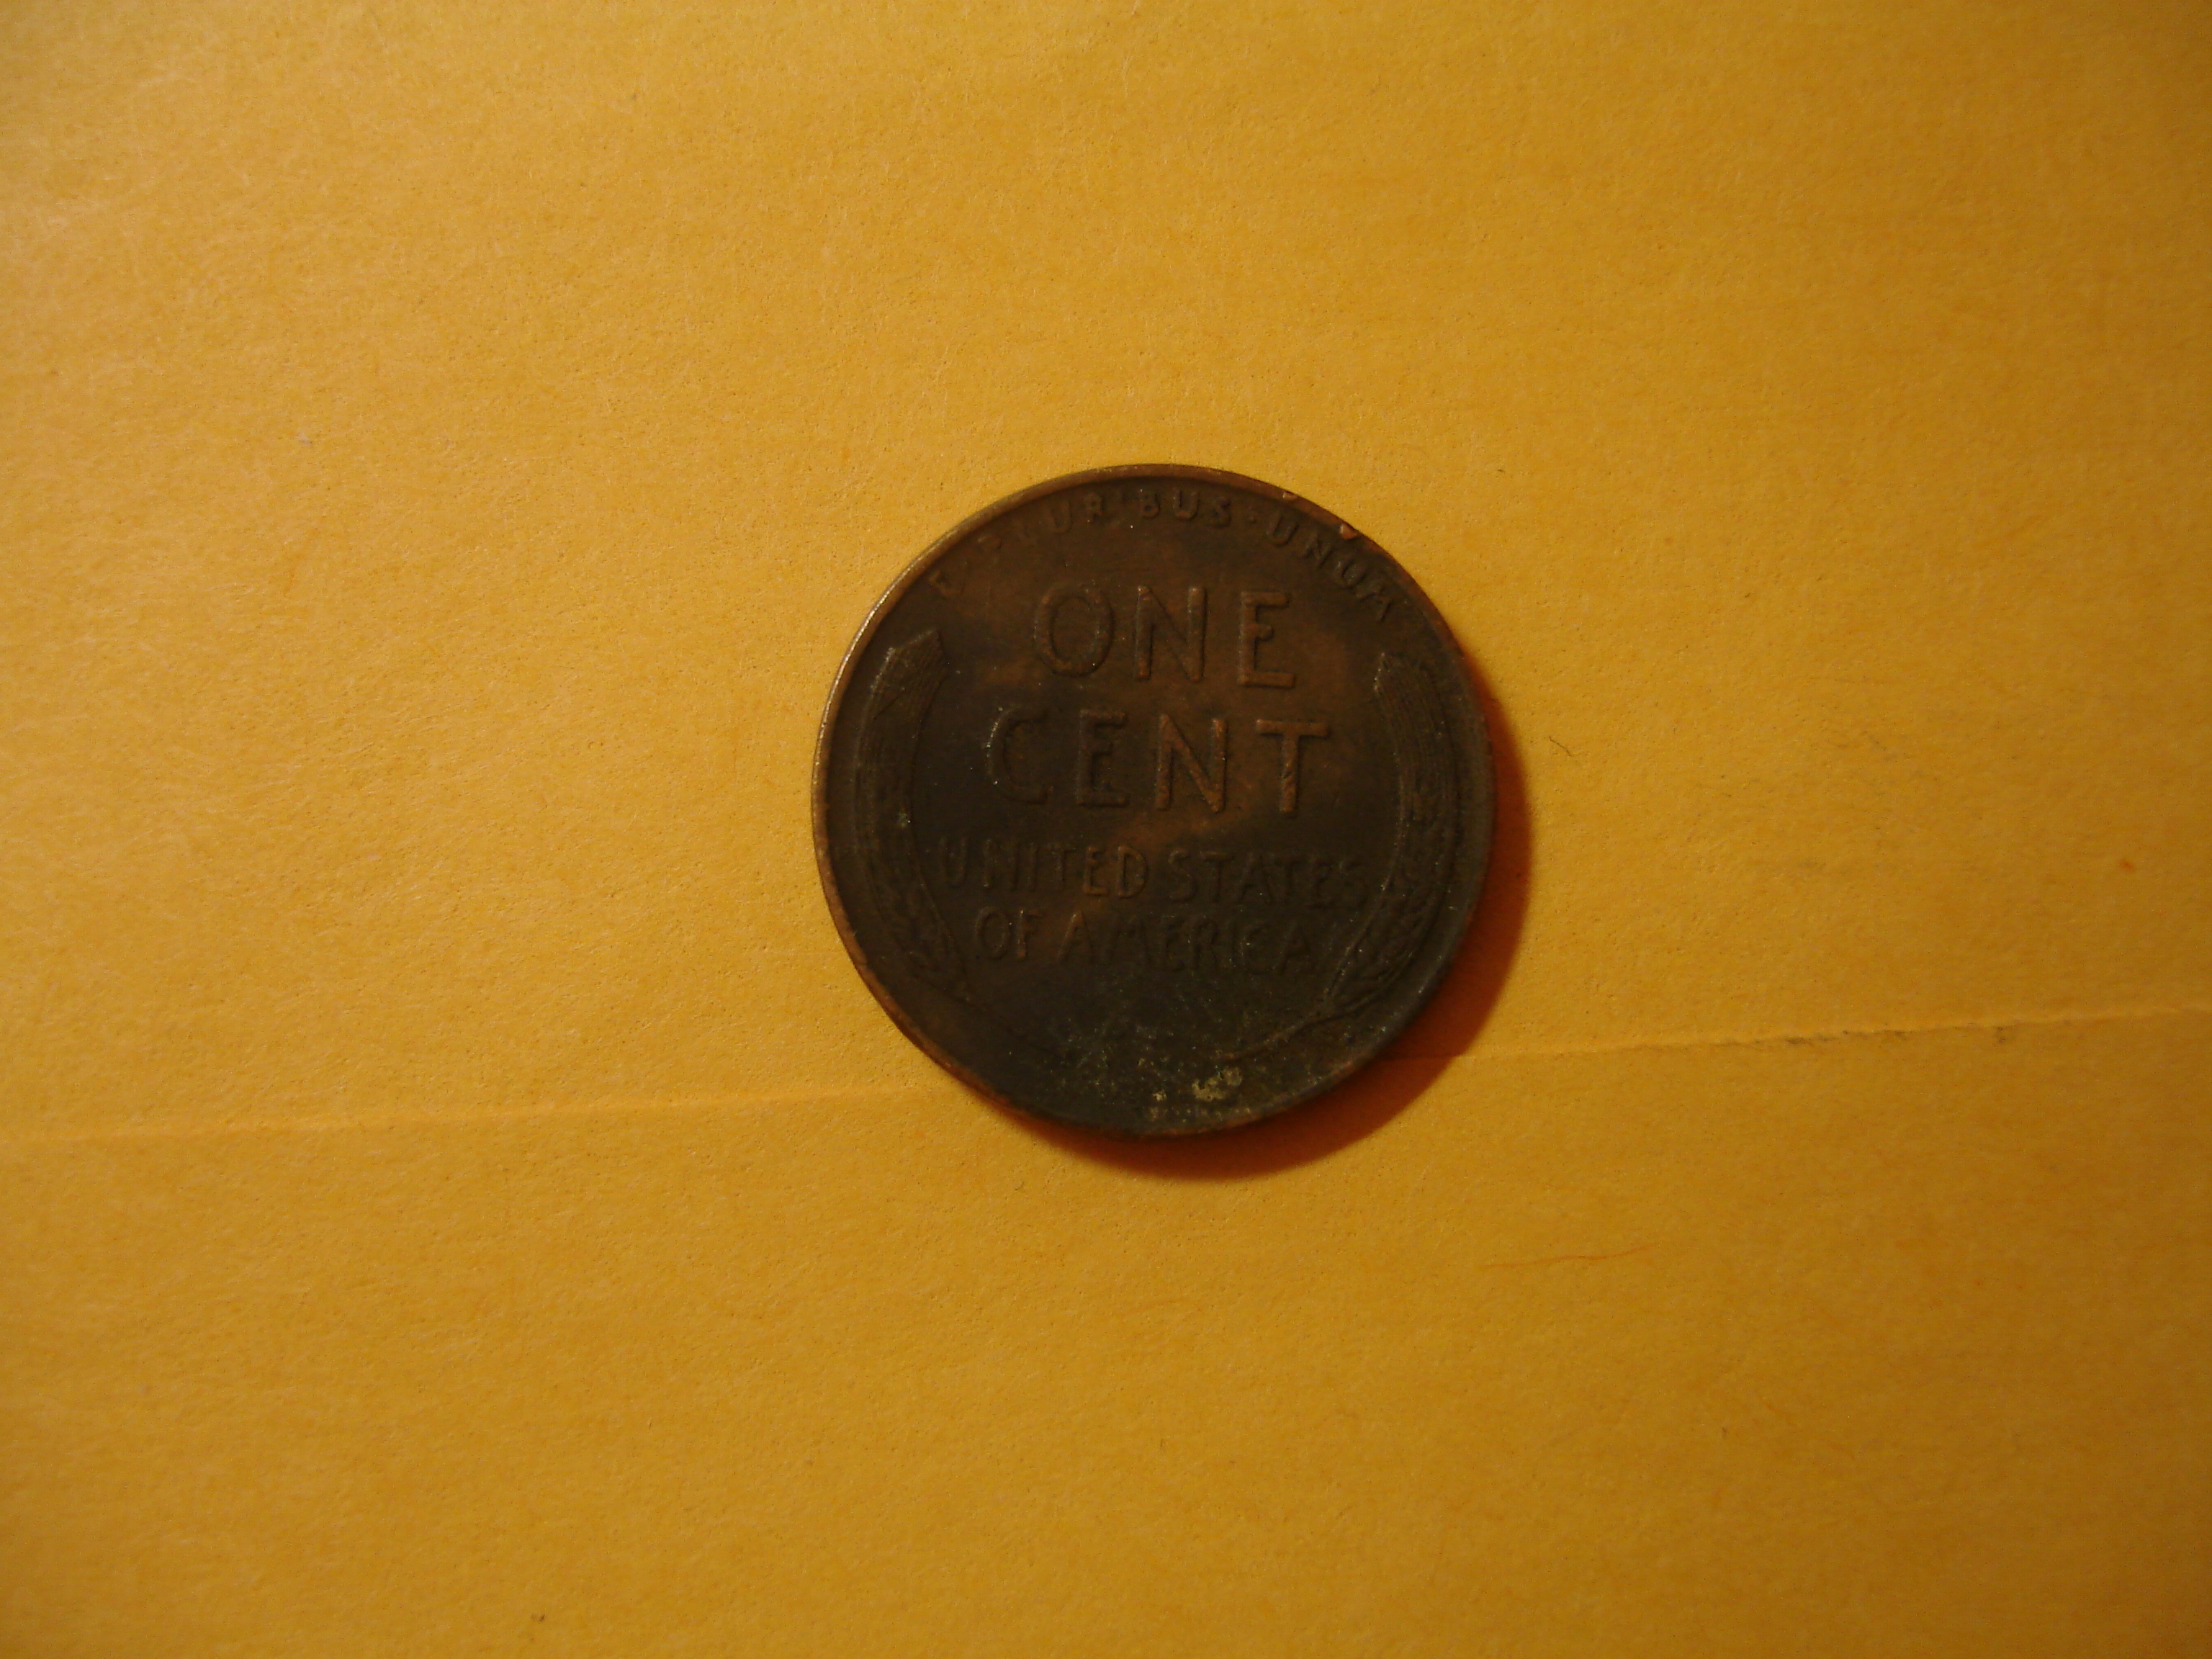 E·PLURIBUS·UNUM
ONE
CENT
UNITED STATES
OF AMERICA